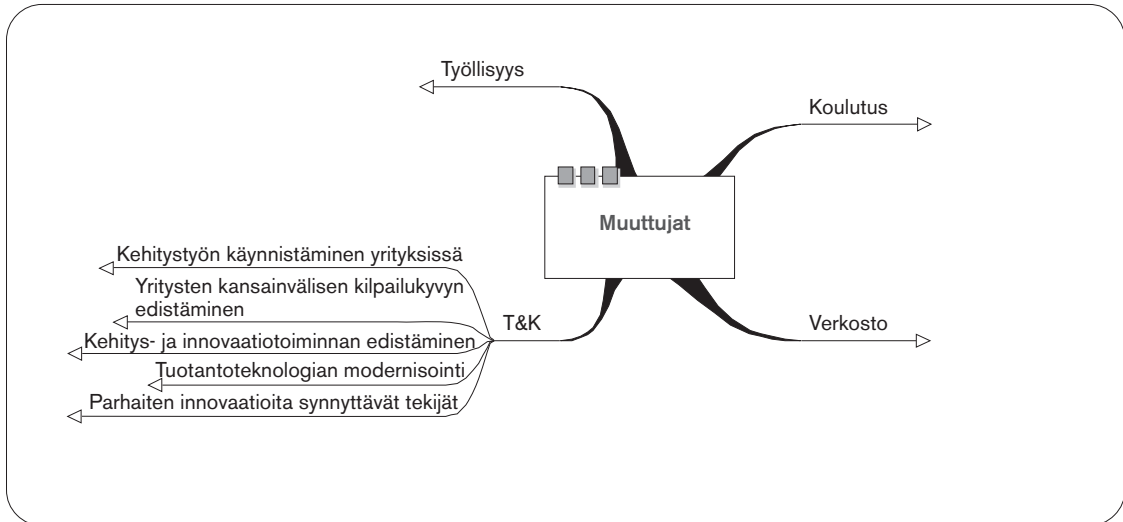 Työllisyys
Koulutus
Muuttujat
Kehitystyön käynnistäminen yrityksissä
Yritysten kansainvälisen kilpailukyvyn
edistäminen
T&K
Verkosto
Kehitys- ja innovaatiotoiminnan edistäminen
Tuotantoteknologian modernisointi
Parhaiten innovaatioita synnyttävät tekijät